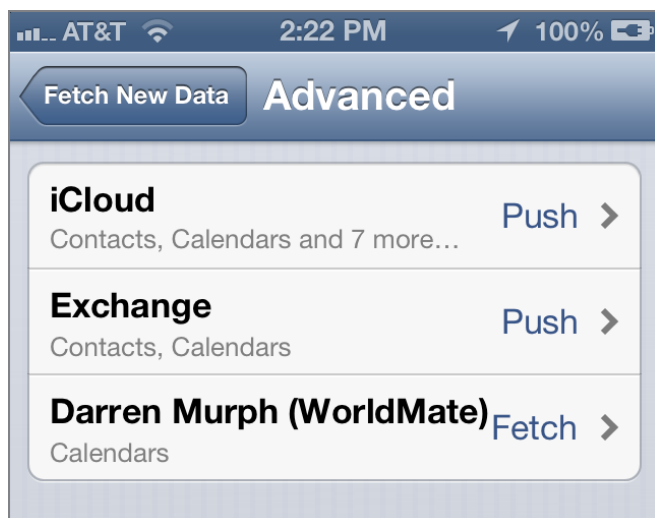 AT&T 2:22 PM 100%
Fetch New Data Advanced
iCloud
Contacts, Calendars and 7 more…
Push
Exchange
Contacts, Calendars
Push
Darren Murph (WorldMate)
Calendars
Fetch